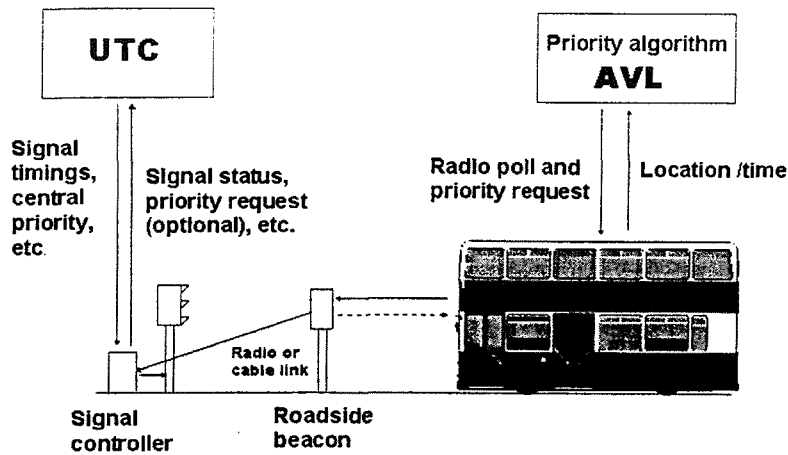 UTC
Priority algorithm
AVL
Signal
timings,
central
priority,
etc.
Signal status,
priority request
(optional), etc.
Radio poll and
priority request
Location /time
Radio or
cable link
Signal
controller
Roadside
beacon